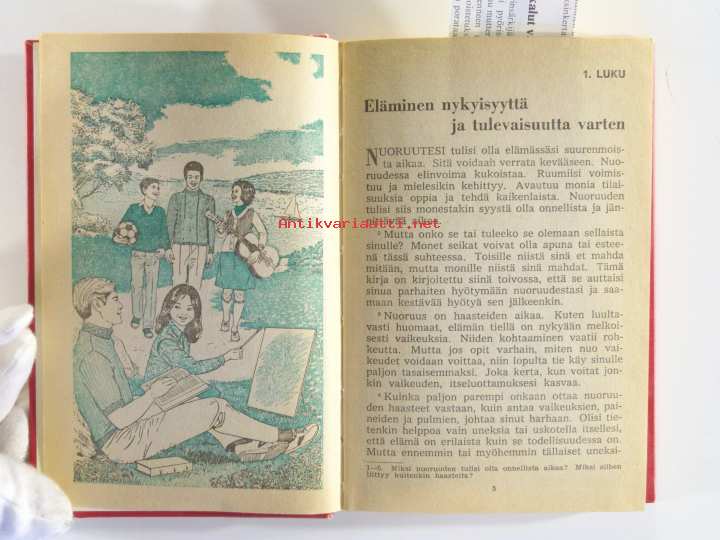 1. LUKU
Eläminen nykyisyyttä
ja tulevaisuutta varten
NUORUUTESI tulisi olla elämässäsi suurenmois-
ta aikaa. Sitä voidaan verrata kevääseen. Nuo-
ruudessa elinvoima kukoistaa. Ruumiisi voimis-
tuu ja mielesikin kehittyy. Avautuu monia tilai-
suuksia oppia ja tehdä kaikenlaista. Nuoruuden
tulisi siis monestakin syystä olla onnellista ja jän-
nittävää aikaa.
Antikvariaatti.net
² Mutta onko se tai tuleeko se olemaan sellaista
sinulle? Monet seikat voivat olla apuna tai estee-
nä tässä suhteessa. Toisille niistä sinä et mahda
mitään, mutta monille niistä sinä mahdat. Tämä
kirja on kirjoitettu siinä toivossa, että se auttaisi
sinua parhaiten hyötymään nuoruudestasi ja saa-
maan kestävää hyötyä sen jälkeenkin.
³ Nuoruus on haasteiden aikaa. Kuten luulta-
vasti huomaat, elämän tiellä on nykyään melkoi-
sesti vaikeuksia. Niiden kohtaaminen vaatii roh-
keutta. Mutta jos opit varhain, miten nuo vai-
keudet voidaan voittaa, niin lopulta tie käy sinulle
paljon tasaisemmaksi. Joka kerta, kun voitat jon-
kin vaikeuden, itseluottamuksesi kasvaa.
⁴ Kuinka paljon parempi onkaan ottaa nuoruu-
den haasteet vastaan, kuin antaa vaikeuksien, pai-
neiden ja pulmien, johtaa sinut harhaan. Olisi tie-
tenkin helppoa vain uneksia tai uskotella itsellesi,
että elämä on erilaista kuin se todellisuudessa on.
Mutta ennemmin tai myöhemmin tällaiset uneksi-
1—6. Miksi nuoruuden tulisi olla onnellista aikaa? Miksi siihen
liittyy kuitenkin haasteita?
5